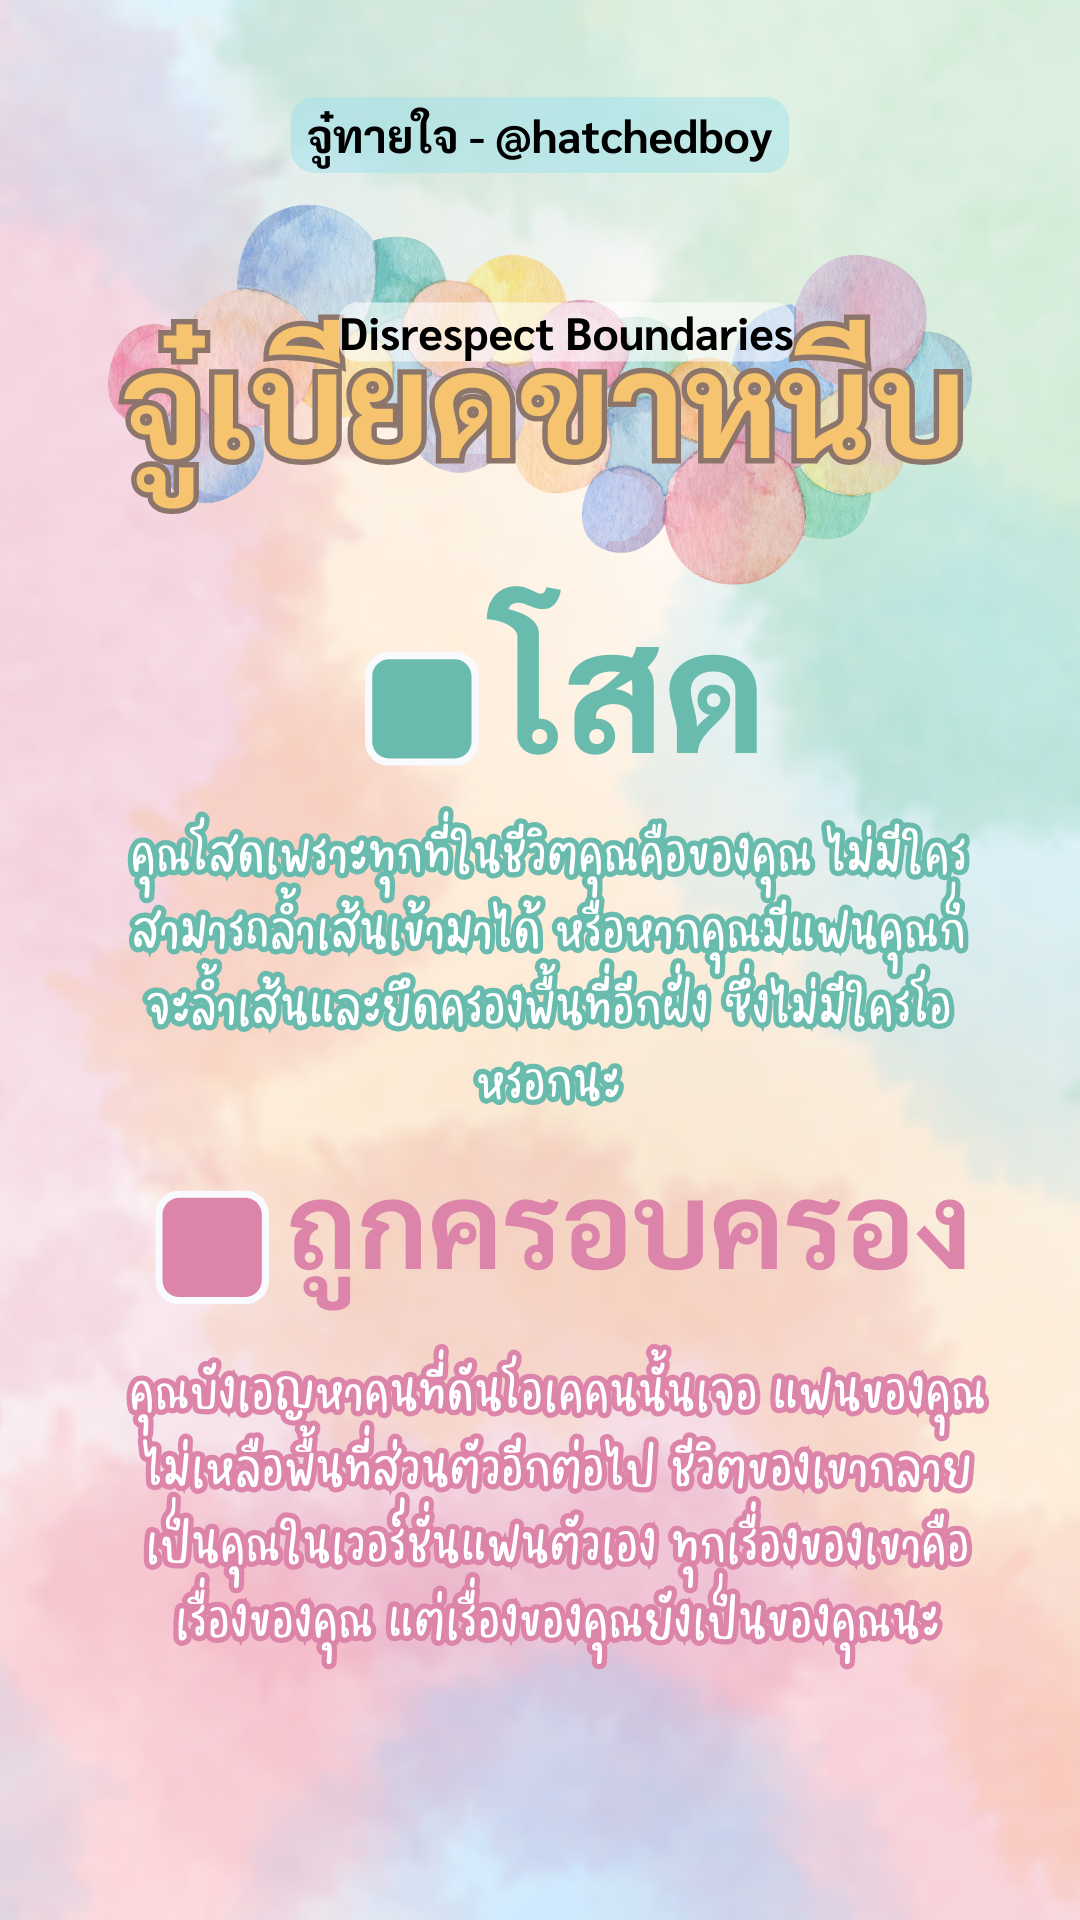 จู๋ทายใจ - @hatchedboy
Disrespect Boundaries
จู๋เบียดขาหนีบ
โสด
คุณโสดเพราะทุกที่ในชีวิตคุณคือของคุณ ไม่มีใคร
สามารถล้ำเส้นเข้ามาได้ หรือหากคุณมีแฟนคุณก็
จะล้ำเส้นและยึดครองพื้นที่อีกฝั่ง ซึ่งไม่มีใครโอ
หรอกนะ
ถูกครอบครอง
คุณบังเอญหาคนที่ดันโอเคคนนั้นเจอ แฟนของคุณ
ไม่เหลือพื้นที่ส่วนตัวอีกต่อไป ชีวิตของเขากลาย
เป็นคุณในเวอร์ชั่นแฟนตัวเอง ทุกเรื่องของเขาคือ
เรื่องของคุณ แต่เรื่องของคุณยังเป็นของคุณนะ